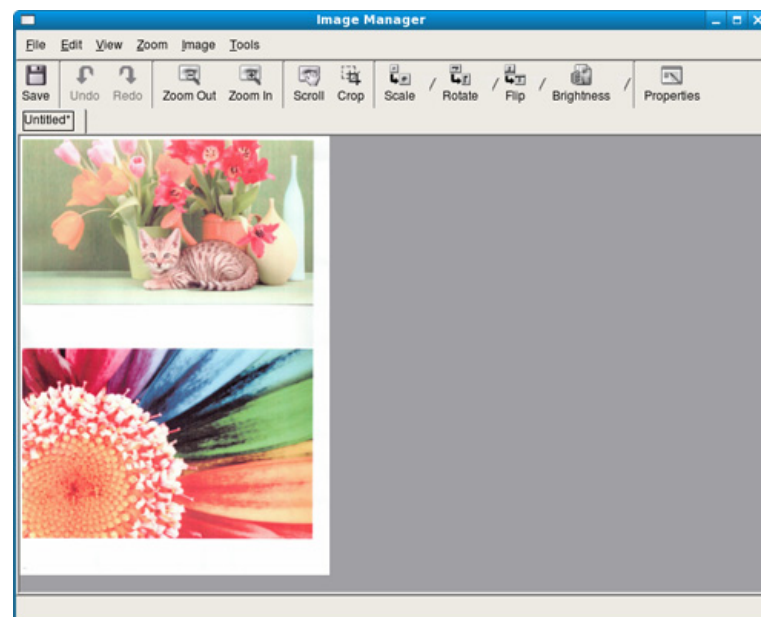 Image Manager
File Edit View Zoom Image Tools
Save Undo Redo Zoom Out Zoom In Scroll Crop Scale Rotate Flip Brightness Properties
Untitled*